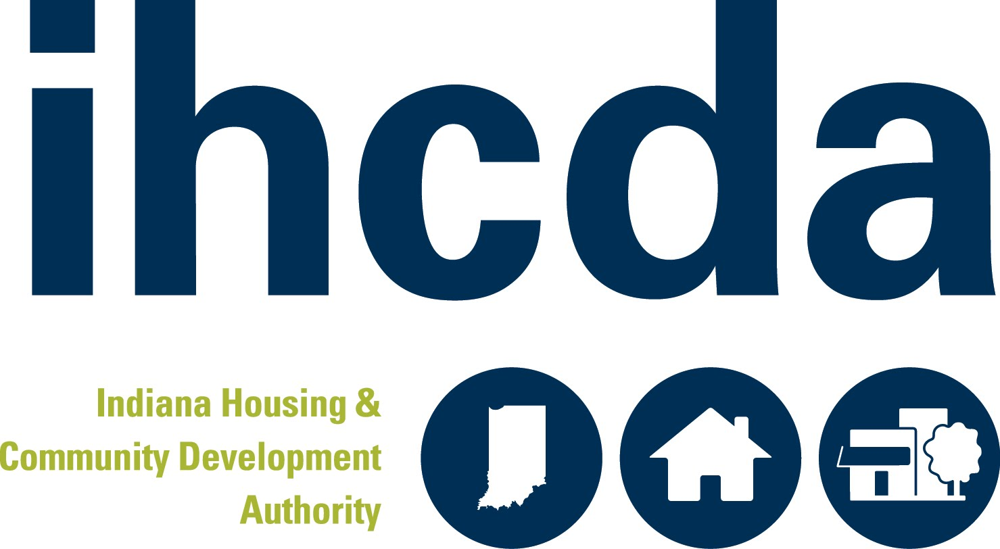 ihcda
Indiana Housing &
Community Development
Authority